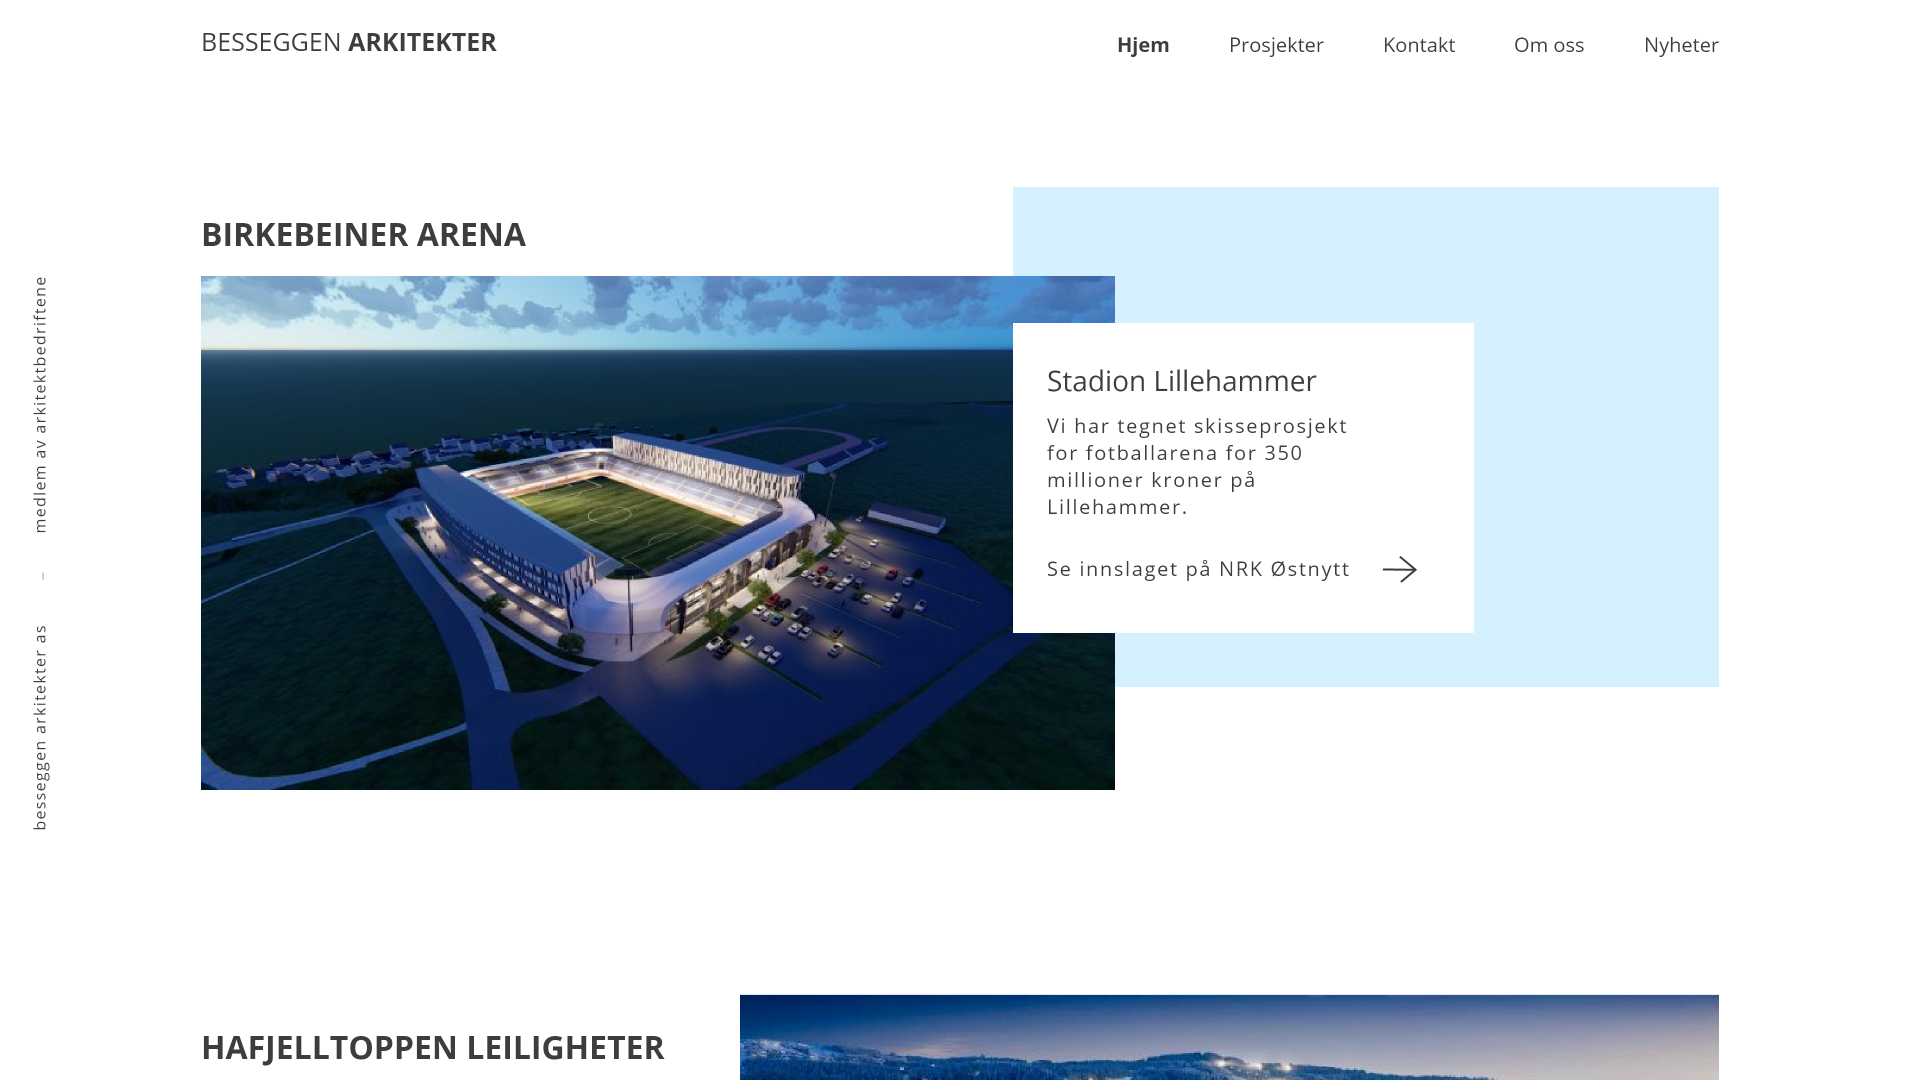 BESSEGGEN ARKITEKTER
Hjem
Prosjekter
Kontakt
Om oss
Nyheter
medlem av arkitektbedriftene
–
besseggen arkitekter as
BIRKEBEINER ARENA
Stadion Lillehammer
Vi har tegnet skisseprosjekt
for fotballarena for 350
millioner kroner på
Lillehammer.
Se innslaget på NRK Østnytt
HAFJELLTOPPEN LEILIGHETER